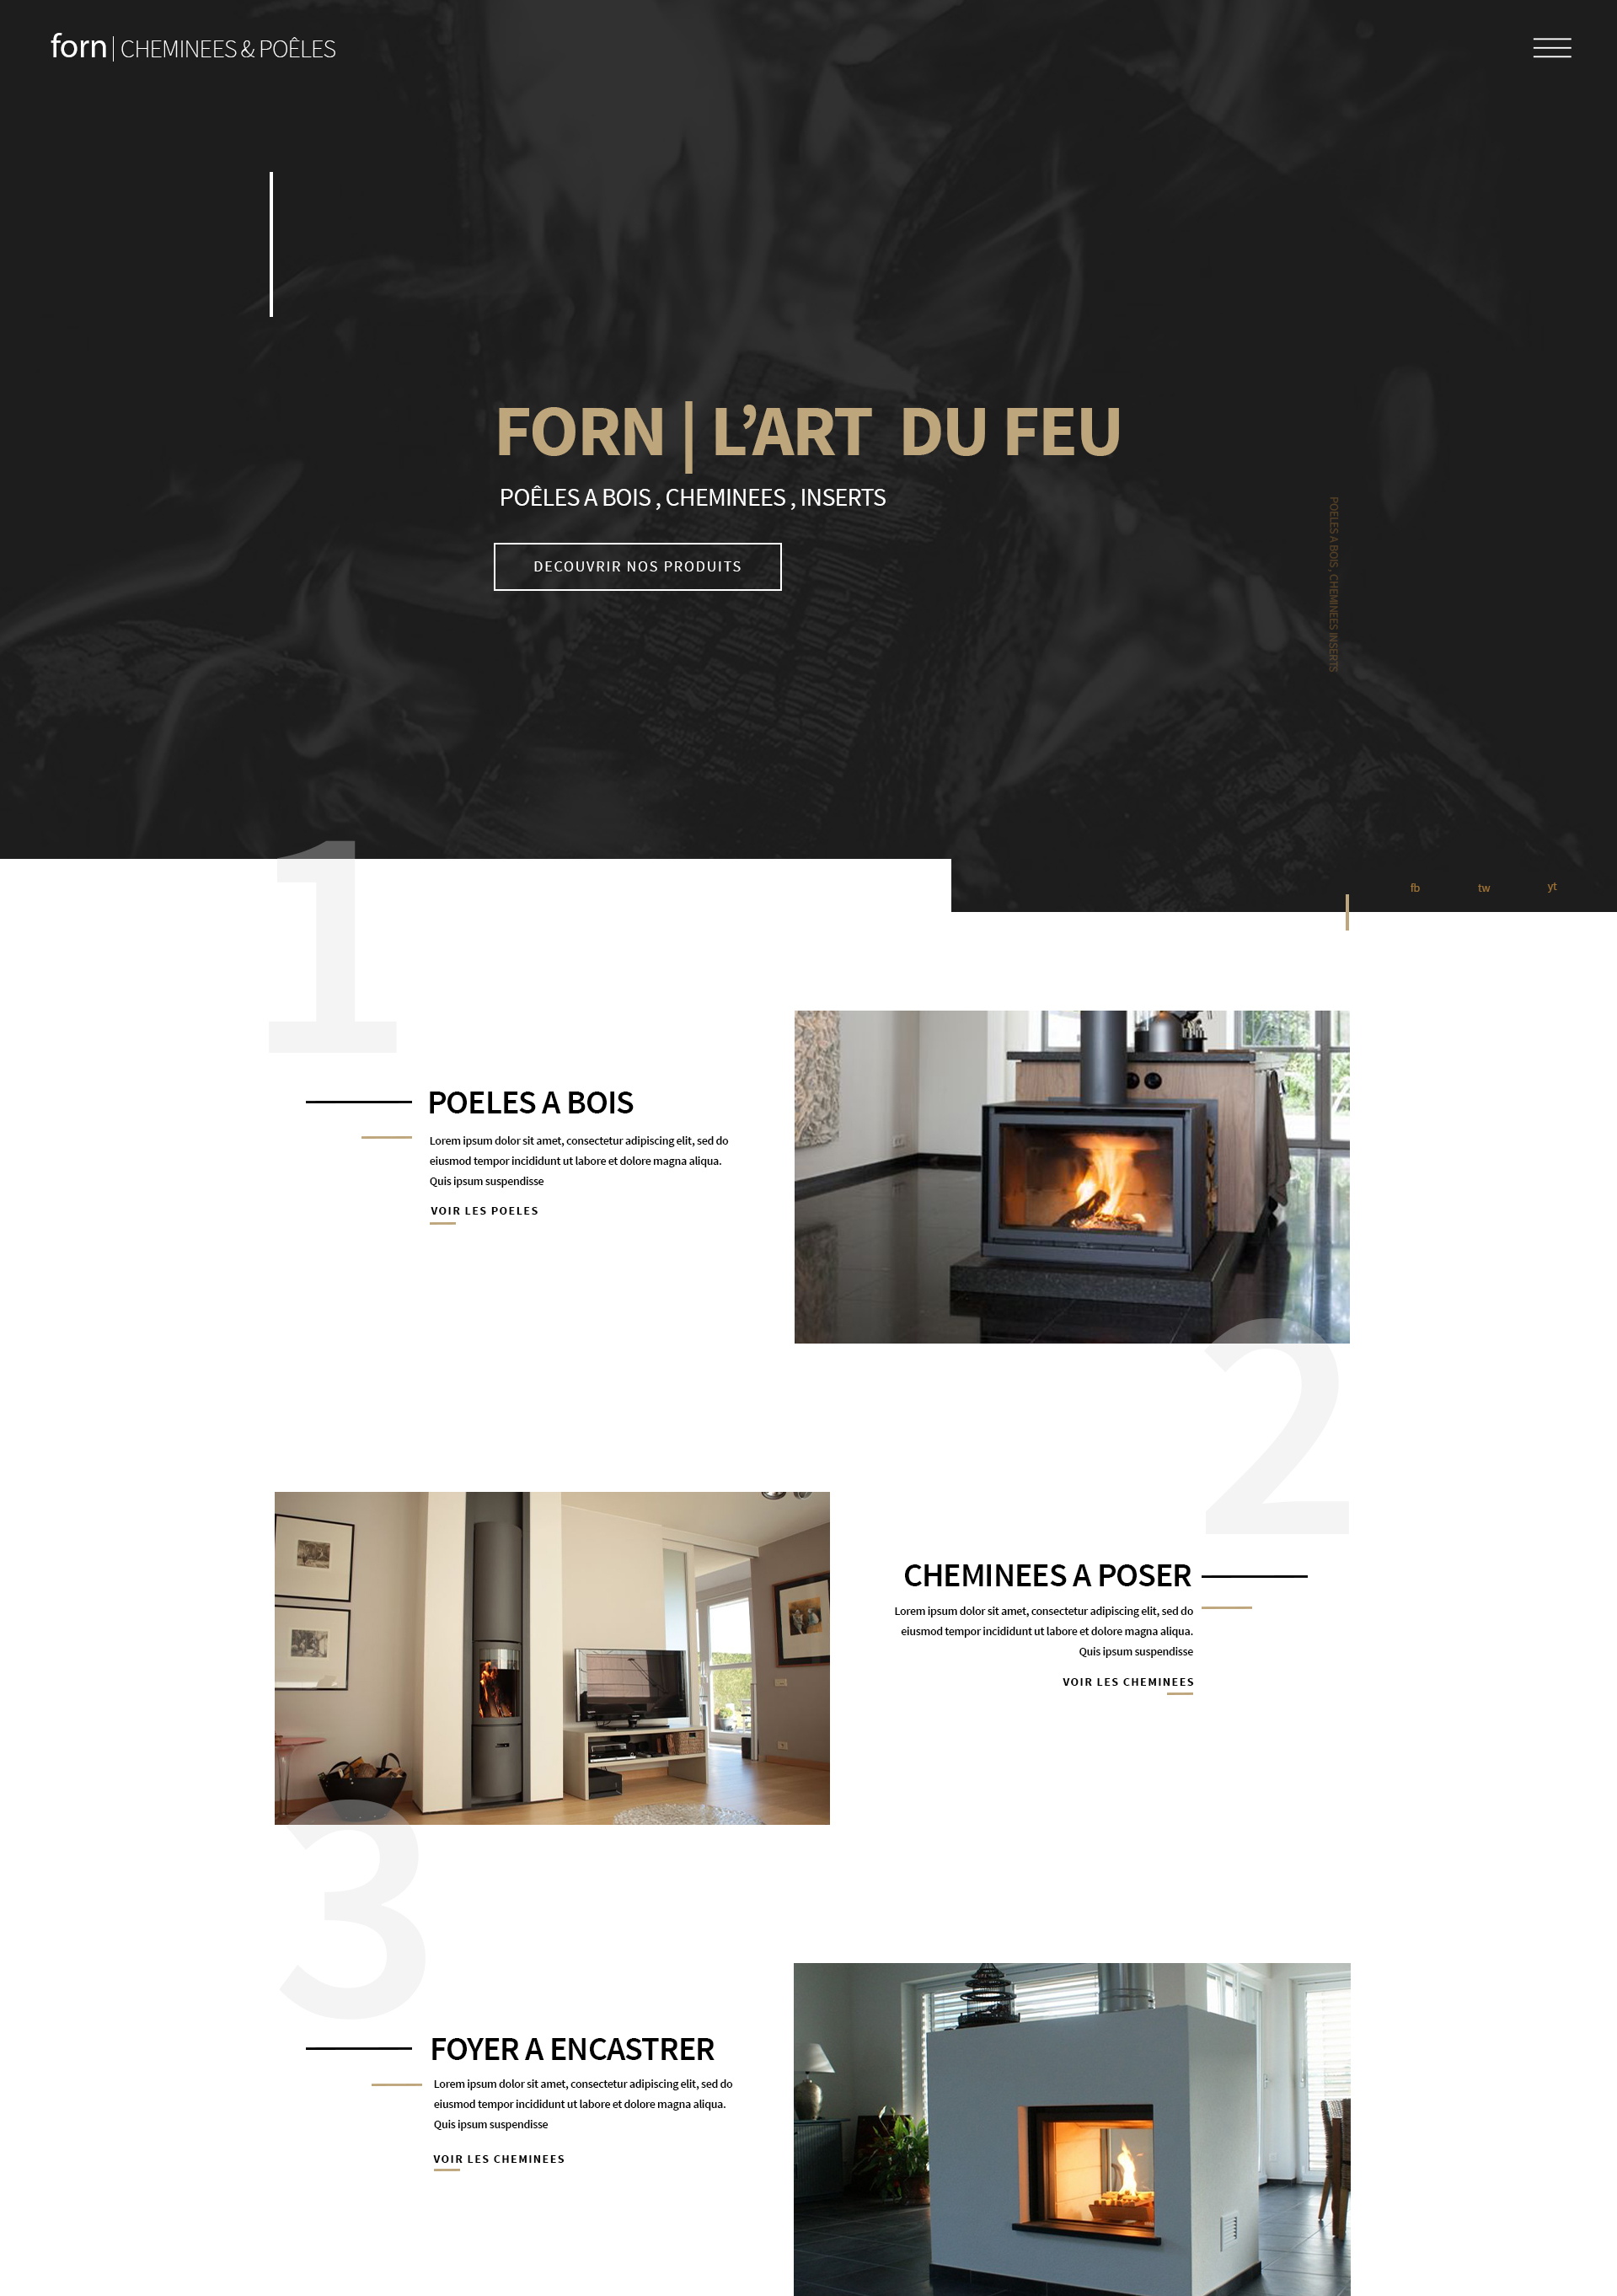 forn | CHEMINEES & POÊLES
FORN | L’ART DU FEU
POÊLES A BOIS , CHEMINEES , INSERTS
DECOUVRIR NOS PRODUITS
POELES A BOIS , CHEMINEES INSERTS
fb tw yt
1
POELES A BOIS
Lorem ipsum dolor sit amet, consectetur adipiscing elit, sed do
eiusmod tempor incididunt ut labore et dolore magna aliqua.
Quis ipsum suspendisse
VOIR LES POELES
2
CHEMINEES A POSER
Lorem ipsum dolor sit amet, consectetur adipiscing elit, sed do
eiusmod tempor incididunt ut labore et dolore magna aliqua.
Quis ipsum suspendisse
VOIR LES CHEMINEES
3
FOYER A ENCASTRER
Lorem ipsum dolor sit amet, consectetur adipiscing elit, sed do
eiusmod tempor incididunt ut labore et dolore magna aliqua.
Quis ipsum suspendisse
VOIR LES CHEMINEES